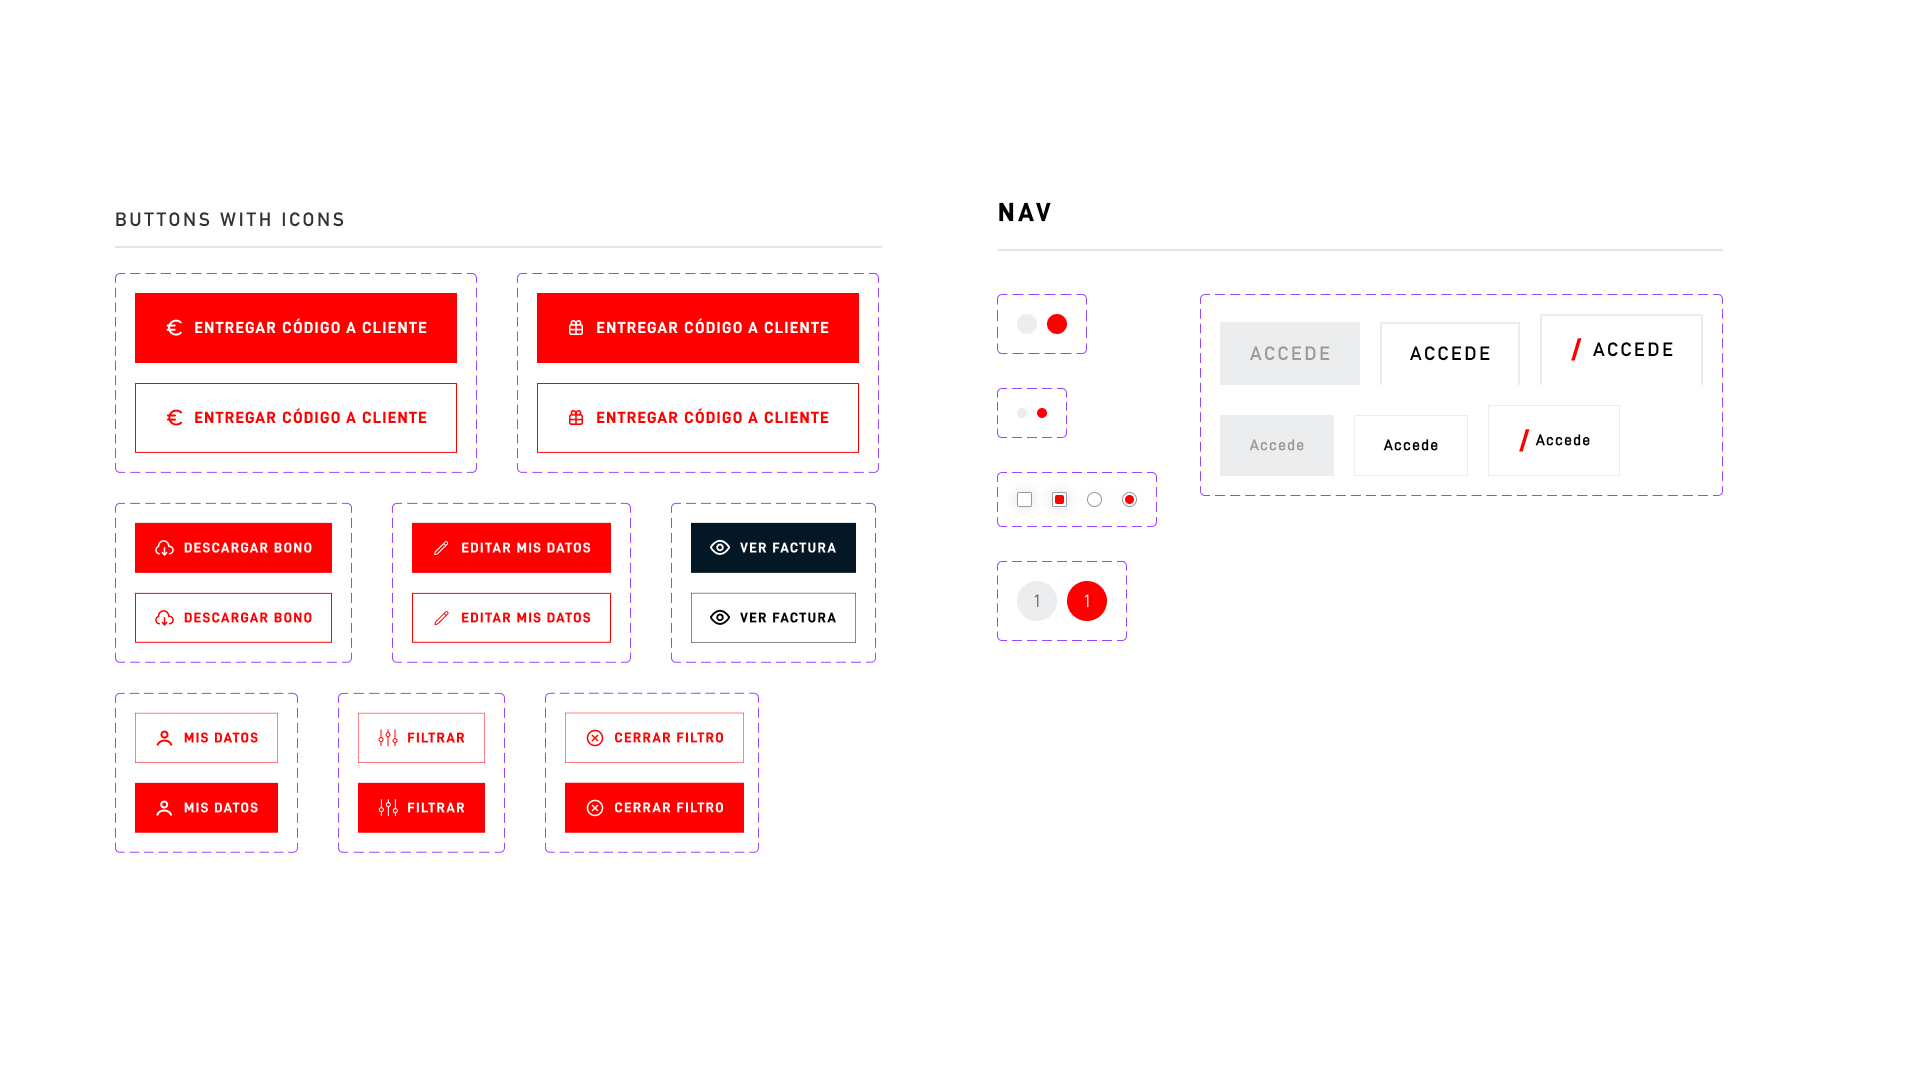 BUTTONS WITH ICONS
ENTREGAR CÓDIGO A CLIENTE
ENTREGAR CÓDIGO A CLIENTE
ENTREGAR CÓDIGO A CLIENTE
ENTREGAR CÓDIGO A CLIENTE
DESCARGAR BONO
DESCARGAR BONO
EDITAR MIS DATOS
EDITAR MIS DATOS
VER FACTURA
VER FACTURA
MIS DATOS
MIS DATOS
FILTRAR
FILTRAR
CERRAR FILTRO
CERRAR FILTRO
NAV
1 1
ACCEDE ACCEDE / ACCEDE
Accede Accede / Accede